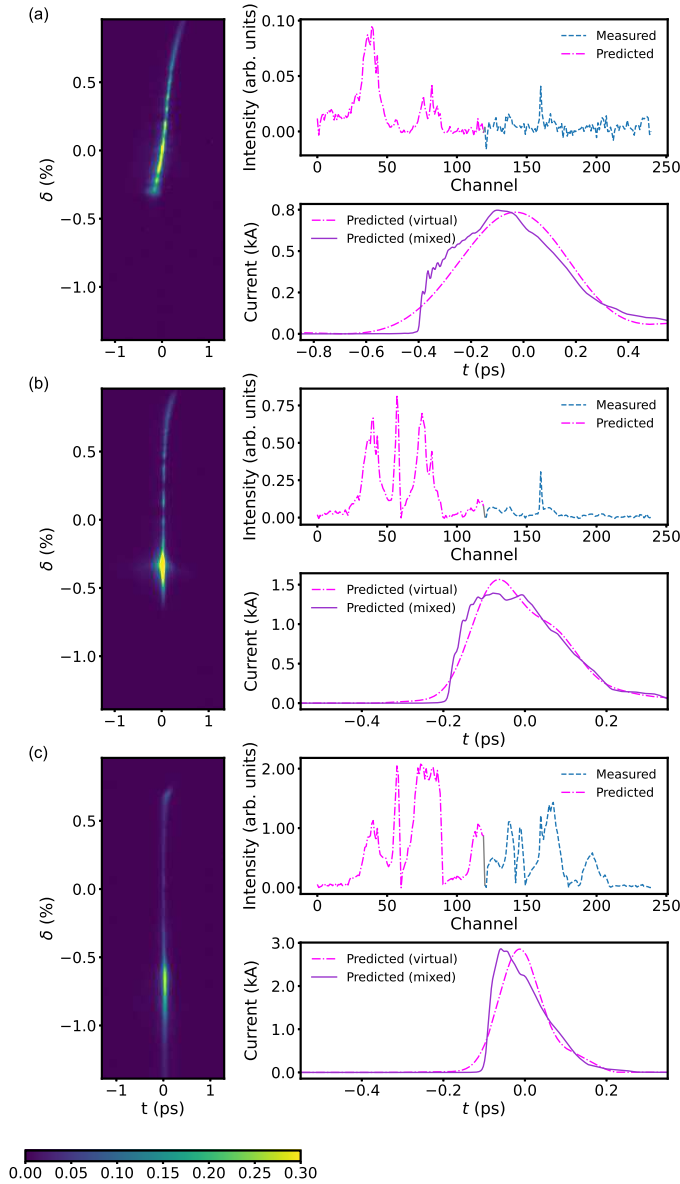 (a)
δ (%)
0.5
0.0
−0.5
−1.0
−1 0 1
Intensity (arb. units)
0.10
0.05
0.00
Measured
Predicted
0 50 100 150 200 250
Channel
Current (kA)
0.8
0.5
0.2
0.0
Predicted (virtual)
Predicted (mixed)
−0.8 −0.6 −0.4 −0.2 0.0 0.2 0.4
t (ps)
(b)
δ (%)
0.5
0.0
−0.5
−1.0
−1 0 1
Intensity (arb. units)
0.75
0.50
0.25
0.00
Measured
Predicted
0 50 100 150 200 250
Channel
Current (kA)
1.5
1.0
0.5
0.0
Predicted (virtual)
Predicted (mixed)
−0.4 −0.2 0.0 0.2
t (ps)
(c)
δ (%)
0.5
0.0
−0.5
−1.0
−1 0 1
t (ps)
Intensity (arb. units)
2.00
1.00
0.00
Measured
Predicted
0 50 100 150 200 250
Channel
Current (kA)
3.0
2.0
1.0
0.0
Predicted (virtual)
Predicted (mixed)
−0.4 −0.2 0.0 0.2
t (ps)
0.00 0.05 0.10 0.15 0.20 0.25 0.30